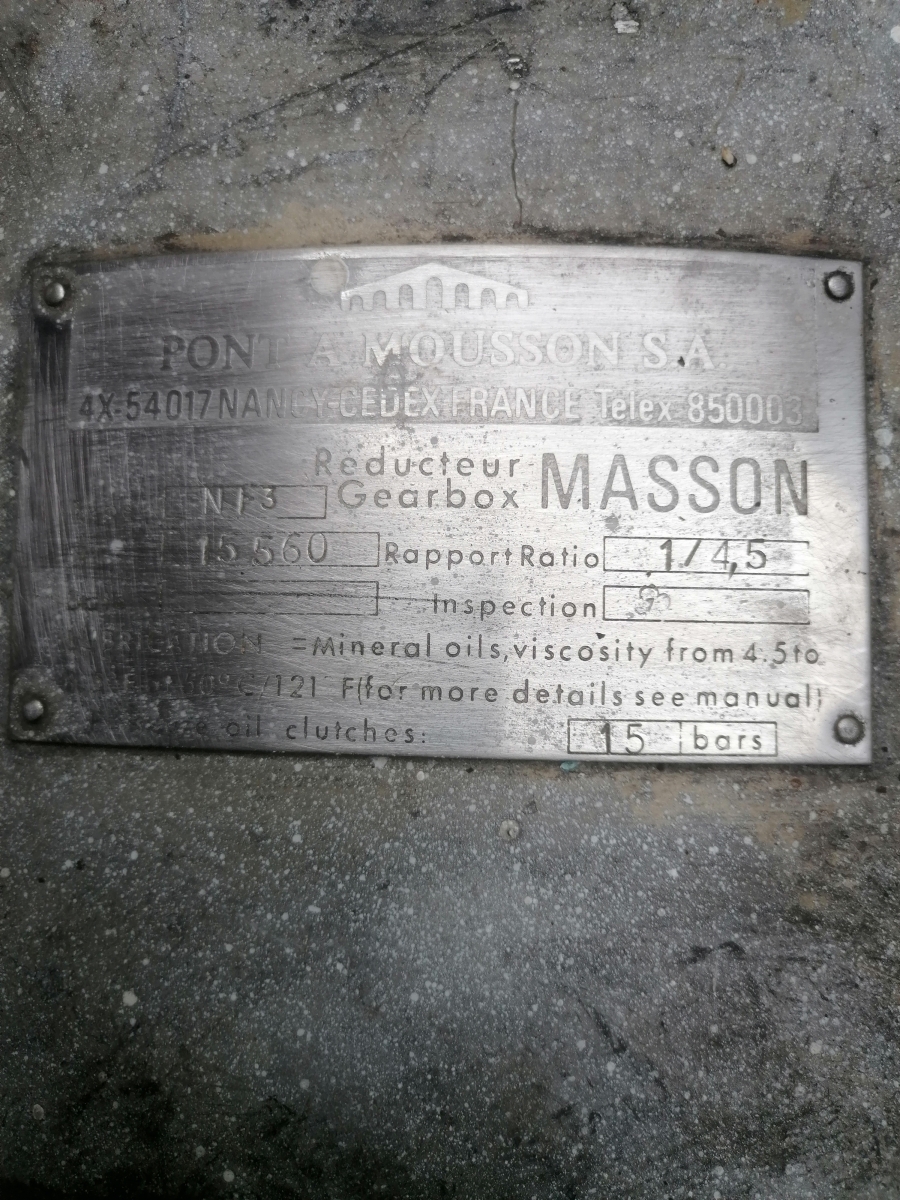 PONT A MOUSSON S.A.
4X-54017 NANCY-CEDEX FRANCE Telex 850003
Réducteur
Gearbox MASSON
15 560 Rapport Ratio 1/4,5
Inspection
=Mineral oils, viscosity from 4.5 to
C/121 F(for more details see manual)
oil clutches: 15 bars